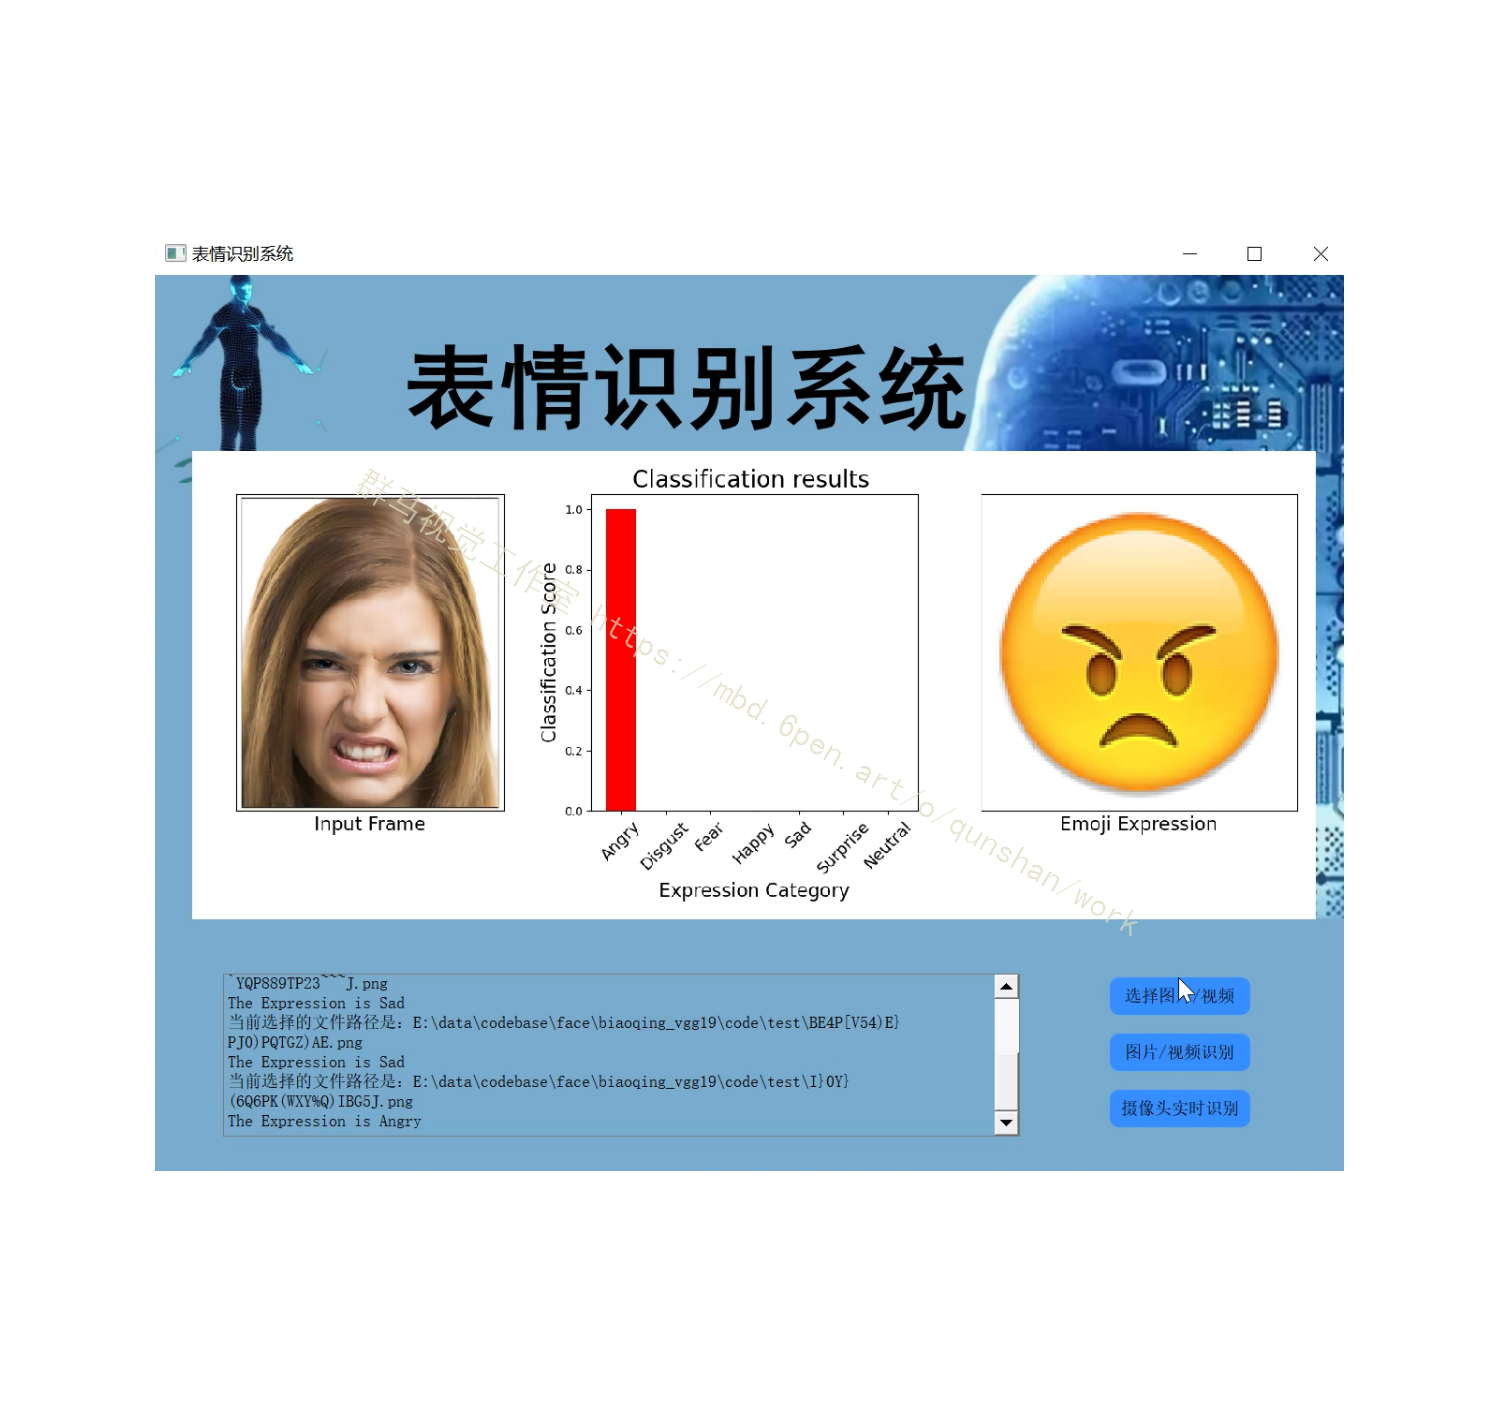 表情识别系统
表情识别系统
Classification results
1.0
0.8
0.6
0.4
0.2
0.0
Classification Score
Angry
Disgust
Fear
Happy
Sad
Surprise
Neutral
Expression Category
Input Frame
Emoji Expression
群马视觉工作室 https://mbd.6pen.art/o/qunshan/work
`YQP889TP23~~~J.png
The Expression is Sad
当前选择的文件路径是: E:\data\codebase\face\biaoqing_vgg19\code\test\BE4P[V54)E}
PJO)PQTGZ)AE.png
The Expression is Sad
当前选择的文件路径是: E:\data\codebase\face\biaoqing_vgg19\code\test\I}OY}
(6Q6PK(WXY%Q)IBG5J.png
The Expression is Angry
选择图片/视频
图片/视频识别
摄像头实时识别